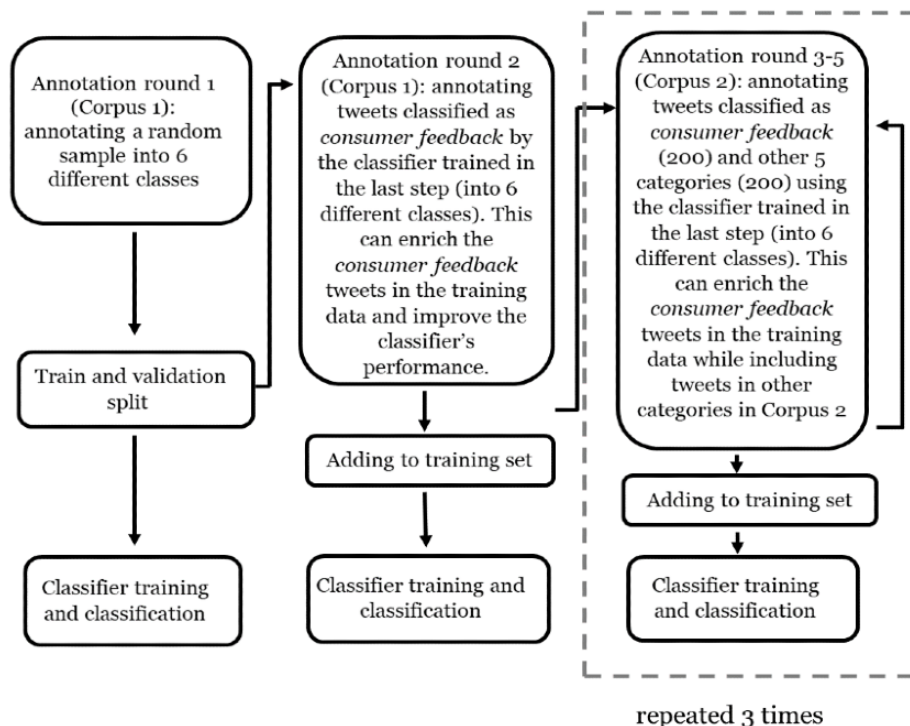 Annotation round 1
(Corpus 1):
annotating a random
sample into 6
different classes
Train and validation
split
Classifier training
and classification
Annotation round 2
(Corpus 1): annotating
tweets classified as
consumer feedback by
the classifier trained
in the last step (into 6
different classes). This
can enrich the
consumer feedback
tweets in the training
data and improve the
classifier's
performance.
Adding to training set
Classifier training and
classification
Annotation round 3-5
(Corpus 2): annotating
tweets classified as
consumer feedback
(200) and other 5
categories (200) using
the classifier trained in
the last step (into 6
different classes). This
can enrich the
consumer feedback
tweets in the training
data while including
tweets in other
categories in Corpus 2
Adding to training set
Classifier training
and classification
repeated 3 times